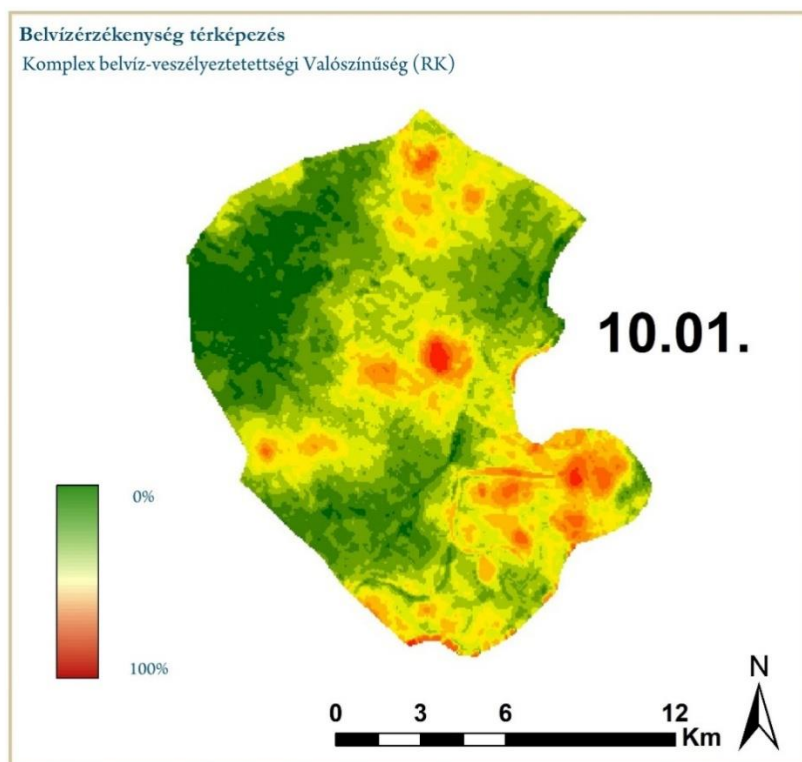 Belvízérzékenység térképezés
Komplex belvíz-veszélyeztetettségi Valószínűség (RK)
10.01.
0%
100%
N
0 3 6 12
Km